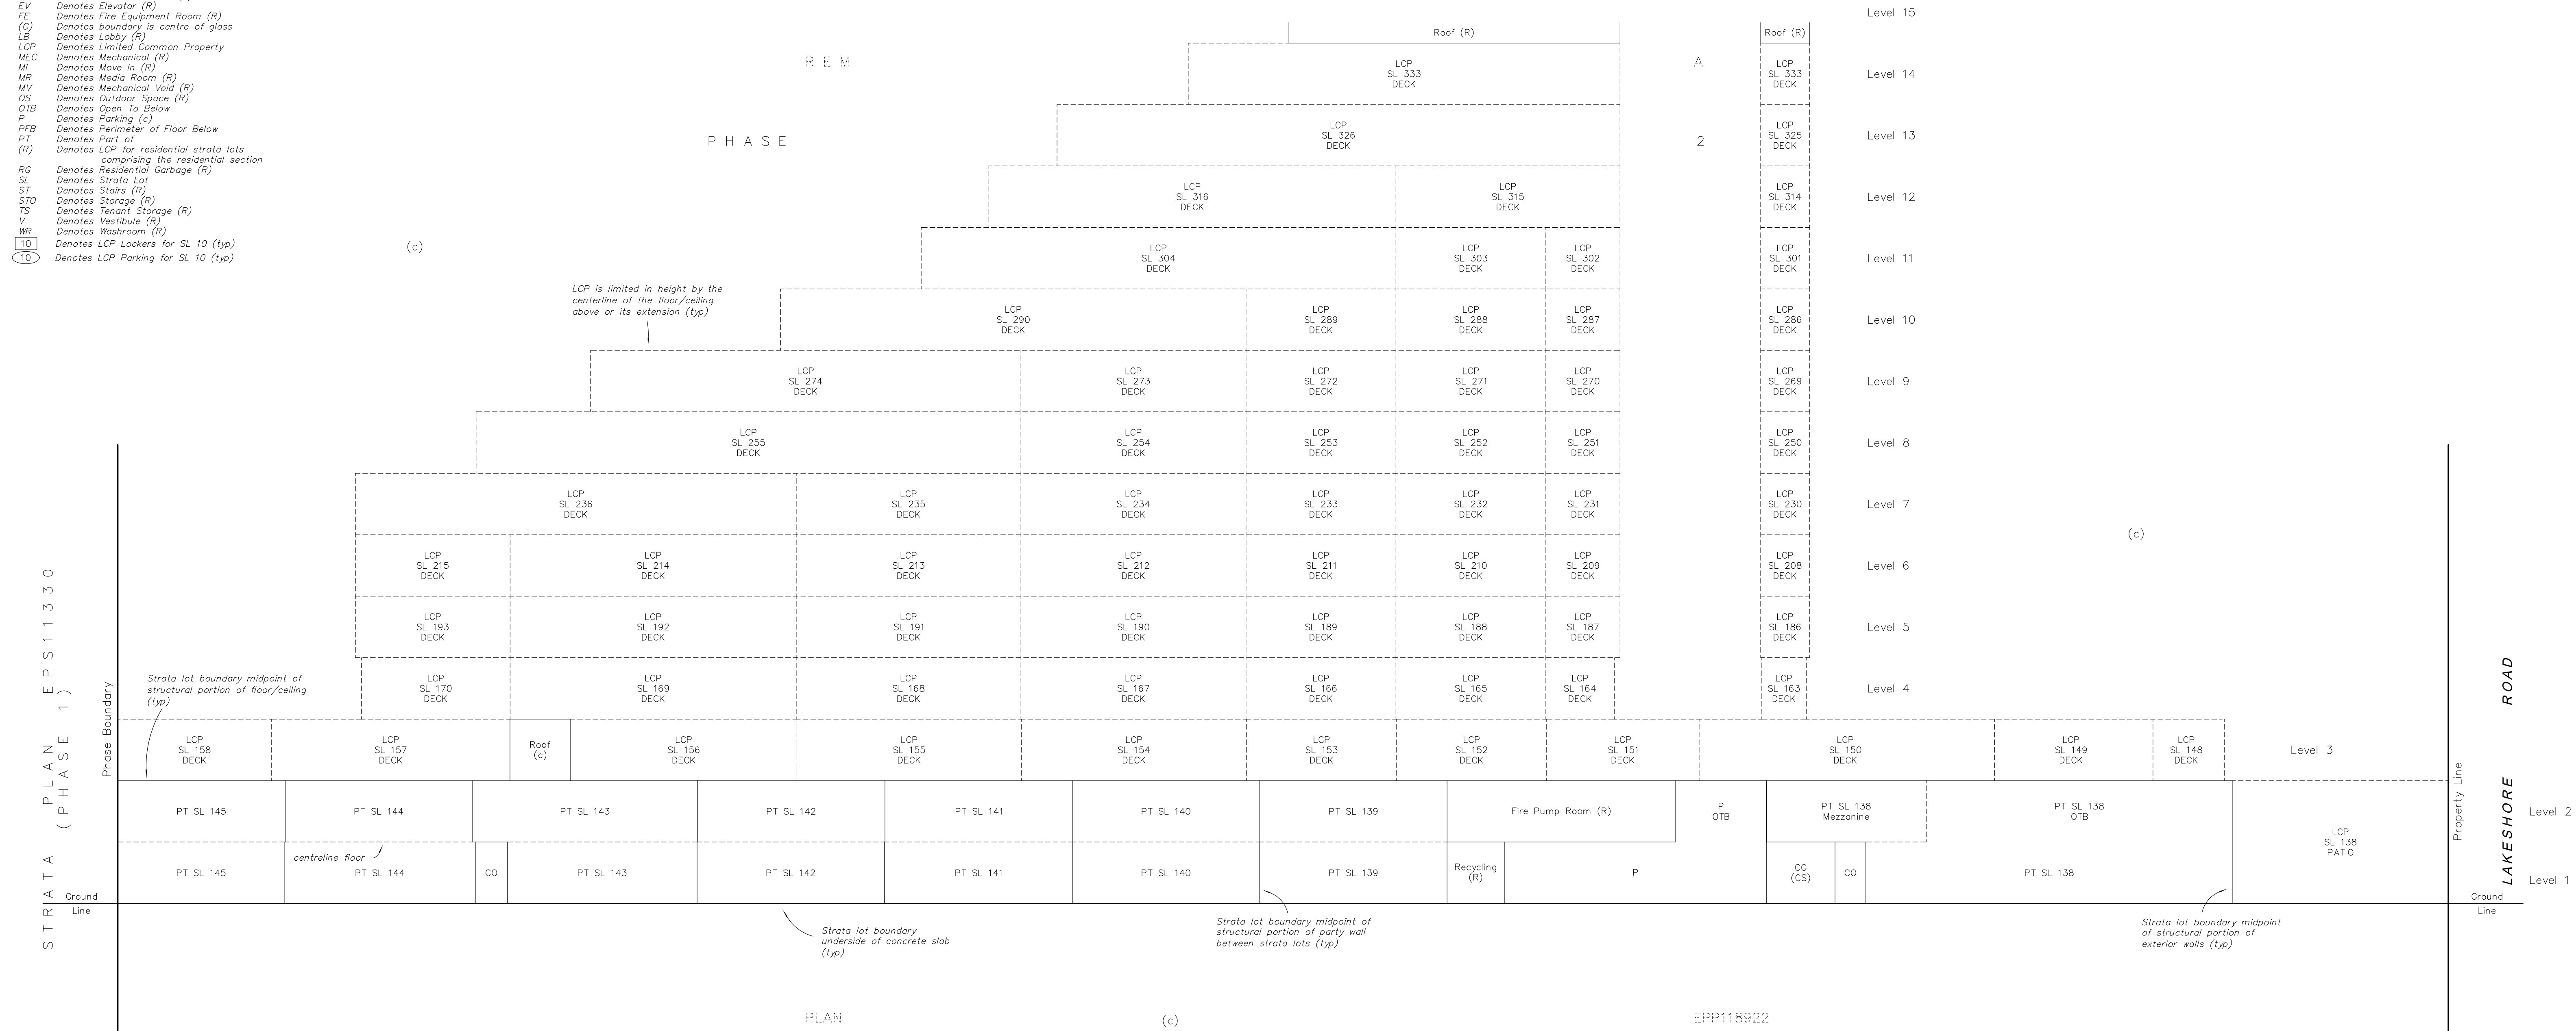 EV Denotes Elevator (R)
FE Denotes Fire Equipment Room (R)
(G) Denotes boundary is centre of glass
LB Denotes Lobby (R)
LCP Denotes Limited Common Property
MEC Denotes Mechanical (R)
MI Denotes Move In (R)
MR Denotes Media Room (R)
MV Denotes Mechanical Void (R)
OS Denotes Outdoor Space (R)
OTB Denotes Open To Below
P Denotes Parking (c)
PFB Denotes Perimeter of Floor Below
PT Denotes Part of
(R) Denotes LCP for residential strata lots
comprising the residential section
RG Denotes Residential Garbage (R)
SL Denotes Strata Lot
ST Denotes Stairs (R)
STO Denotes Storage (R)
TS Denotes Tenant Storage (R)
V Denotes Vestibule (R)
WR Denotes Washroom (R)
10 Denotes LCP Lockers for SL 10 (typ)
10 Denotes LCP Parking for SL 10 (typ)
(c)
REM A
PHASE 2
Level 15
Roof (R) Roof (R)
LCP LCP
SL 333 SL 333 Level 14
DECK DECK
LCP LCP
SL 326 SL 325 Level 13
DECK DECK
LCP LCP LCP
SL 316 SL 315 SL 314 Level 12
DECK DECK DECK
LCP LCP LCP LCP
SL 304 SL 303 SL 302 SL 301 Level 11
DECK DECK DECK DECK
LCP is limited in height by the
centerline of the floor/ceiling
above or its extension (typ)
LCP LCP LCP LCP LCP
SL 290 SL 289 SL 288 SL 287 SL 286 Level 10
DECK DECK DECK DECK DECK
LCP LCP LCP LCP LCP LCP
SL 274 SL 273 SL 272 SL 271 SL 270 SL 269 Level 9
DECK DECK DECK DECK DECK DECK
LCP LCP LCP LCP LCP LCP
SL 255 SL 254 SL 253 SL 252 SL 251 SL 250 Level 8
DECK DECK DECK DECK DECK DECK
LCP LCP LCP LCP LCP LCP LCP
SL 236 SL 235 SL 234 SL 233 SL 232 SL 231 SL 230 Level 7
DECK DECK DECK DECK DECK DECK DECK
(c)
LCP LCP LCP LCP LCP LCP LCP LCP
SL 215 SL 214 SL 213 SL 212 SL 211 SL 210 SL 209 SL 208 Level 6
DECK DECK DECK DECK DECK DECK DECK DECK
LCP LCP LCP LCP LCP LCP LCP LCP
SL 193 SL 192 SL 191 SL 190 SL 189 SL 188 SL 187 SL 186 Level 5
DECK DECK DECK DECK DECK DECK DECK DECK
LCP LCP LCP LCP LCP LCP LCP LCP
SL 170 SL 169 SL 168 SL 167 SL 166 SL 165 SL 164 SL 163 Level 4
DECK DECK DECK DECK DECK DECK DECK DECK
Strata lot boundary midpoint of
structural portion of floor/ceiling
(typ)
LCP LCP Roof LCP LCP LCP LCP LCP LCP LCP LCP LCP
SL 158 SL 157 (c) SL 156 SL 155 SL 154 SL 153 SL 152 SL 151 SL 150 SL 149 SL 148 Level 3
DECK DECK DECK DECK DECK DECK DECK DECK DECK DECK DECK
PT SL 145 PT SL 144 PT SL 143 PT SL 142 PT SL 141 PT SL 140 PT SL 139 Fire Pump Room (R) P PT SL 138 PT SL 138 Level 2
OTB Mezzanine OTB
LCP
SL 138
PATIO
centreline floor
PT SL 145 PT SL 144 CO PT SL 143 PT SL 142 PT SL 141 PT SL 140 PT SL 139 Recycling P CG CO PT SL 138 Level 1
(R) (CS)
Ground Ground
Line Line
Strata lot boundary
underside of concrete slab
(typ)
Strata lot boundary midpoint of
structural portion of party wall
between strata lots (typ)
Strata lot boundary midpoint
of structural portion of
exterior walls (typ)
STRATA PLAN EPS11330
(PHASE 1)
Phase Boundary
Property Line
LAKESHORE ROAD
PLAN (c) EPP118922